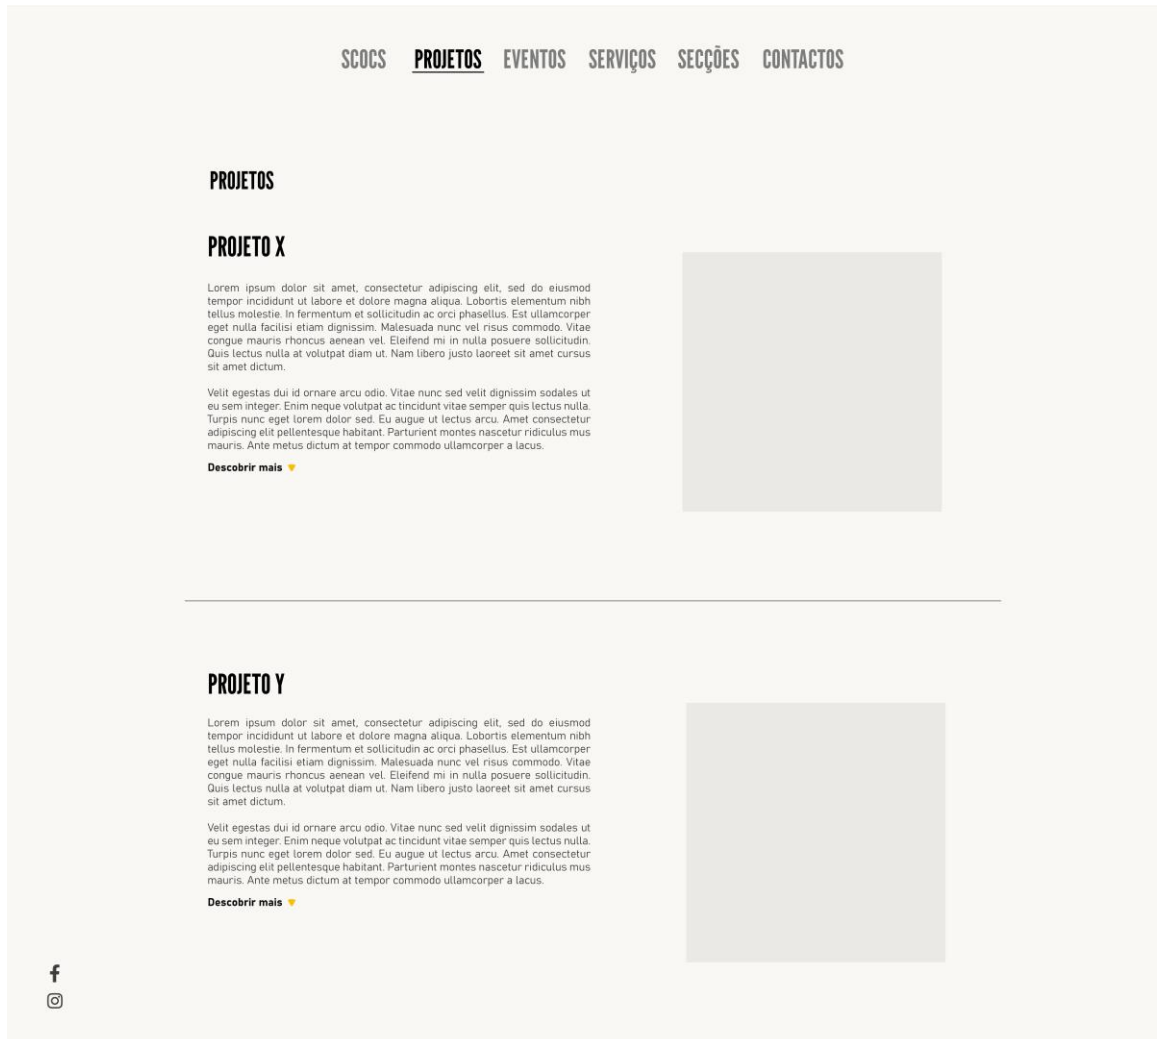 SCOCS PROJETOS EVENTOS SERVIÇOS SECÇÕES CONTACTOS
PROJETOS
PROJETO X
Lorem ipsum dolor sit amet, consectetur adipiscing elit, sed do eiusmod
tempor incididunt ut labore et dolore magna aliqua. Lobortis elementum nibh
tellus molestie. In fermentum et sollicitudin ac orci phasellus. Est ullamcorper
eget nulla facilisi etiam dignissim. Malesuada nunc vel risus commodo. Vitae
congue mauris rhoncus aenean vel. Eleifend mi in nulla posuere sollicitudin.
Quis lectus nulla at volutpat diam ut. Nam libero justo laoreet sit amet cursus
sit amet dictum.
Velit egestas dui id ornare arcu odio. Vitae nunc sed velit dignissim sodales ut
eu sem integer. Enim neque volutpat ac tincidunt vitae semper quis lectus nulla.
Turpis nunc eget lorem dolor sed. Eu augue ut lectus arcu. Amet consectetur
adipiscing elit pellentesque habitant. Parturient montes nascetur ridiculus mus
mauris. Ante metus dictum at tempor commodo ullamcorper a lacus.
Descobrir mais
PROJETO Y
Lorem ipsum dolor sit amet, consectetur adipiscing elit, sed do eiusmod
tempor incididunt ut labore et dolore magna aliqua. Lobortis elementum nibh
tellus molestie. In fermentum et sollicitudin ac orci phasellus. Est ullamcorper
eget nulla facilisi etiam dignissim. Malesuada nunc vel risus commodo. Vitae
congue mauris rhoncus aenean vel. Eleifend mi in nulla posuere sollicitudin.
Quis lectus nulla at volutpat diam ut. Nam libero justo laoreet sit amet cursus
sit amet dictum.
Velit egestas dui id ornare arcu odio. Vitae nunc sed velit dignissim sodales ut
eu sem integer. Enim neque volutpat ac tincidunt vitae semper quis lectus nulla.
Turpis nunc eget lorem dolor sed. Eu augue ut lectus arcu. Amet consectetur
adipiscing elit pellentesque habitant. Parturient montes nascetur ridiculus mus
mauris. Ante metus dictum at tempor commodo ullamcorper a lacus.
Descobrir mais